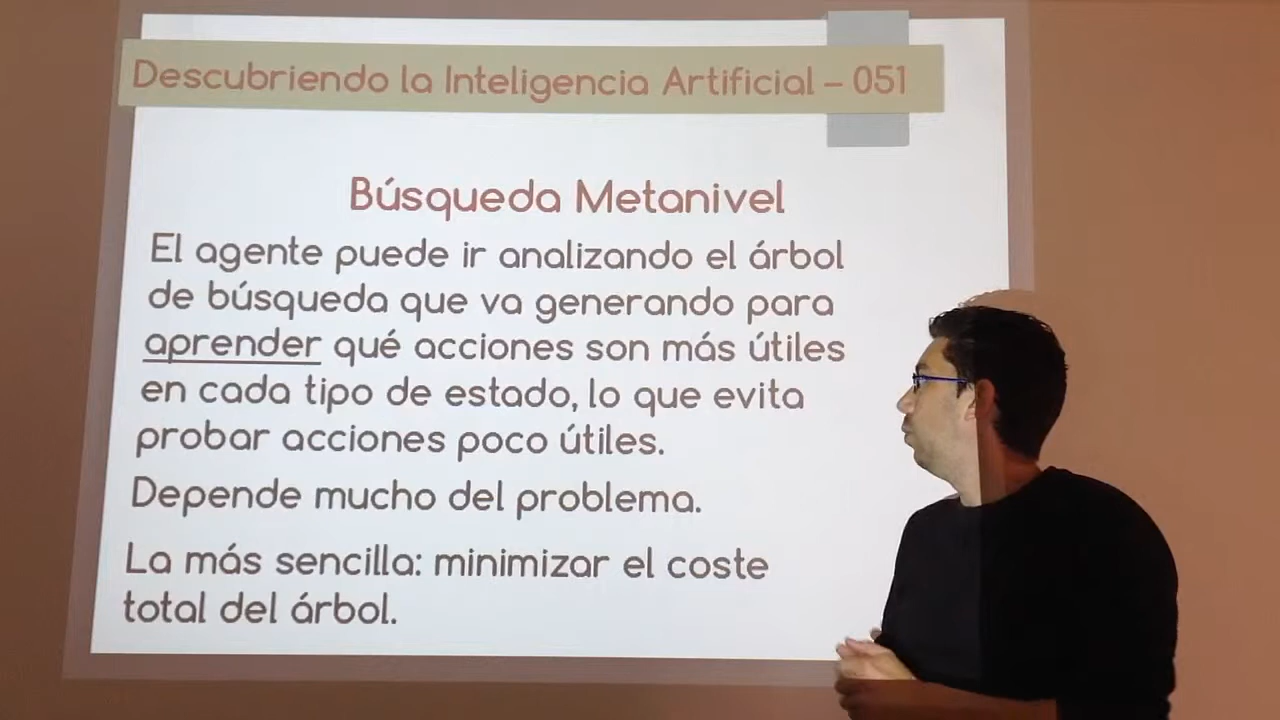 Descubriendo la Inteligencia Artificial – 051
Búsqueda Metanivel
El agente puede ir analizando el árbol
de búsqueda que va generando para
aprender qué acciones son más útiles
en cada tipo de estado, lo que evita
probar acciones poco útiles.
Depende mucho del problema.
La más sencilla: minimizar el coste
total del árbol.